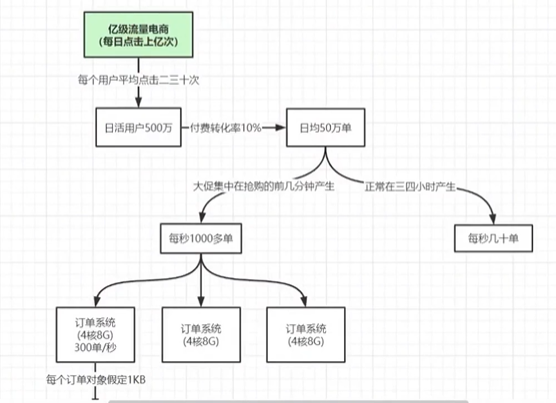 亿级流量电商
(每日点击上亿次)
每个用户平均点击二三十次
日活用户500万
付费转化率10%
日均50万单
大促集中在抢购的前几分钟产生
正常在三四小时产生
每秒1000多单
每秒几十单
订单系统
(4核8G)
300单/秒
订单系统
(4核8G)
订单系统
(4核8G)
每个订单对象假定1KB